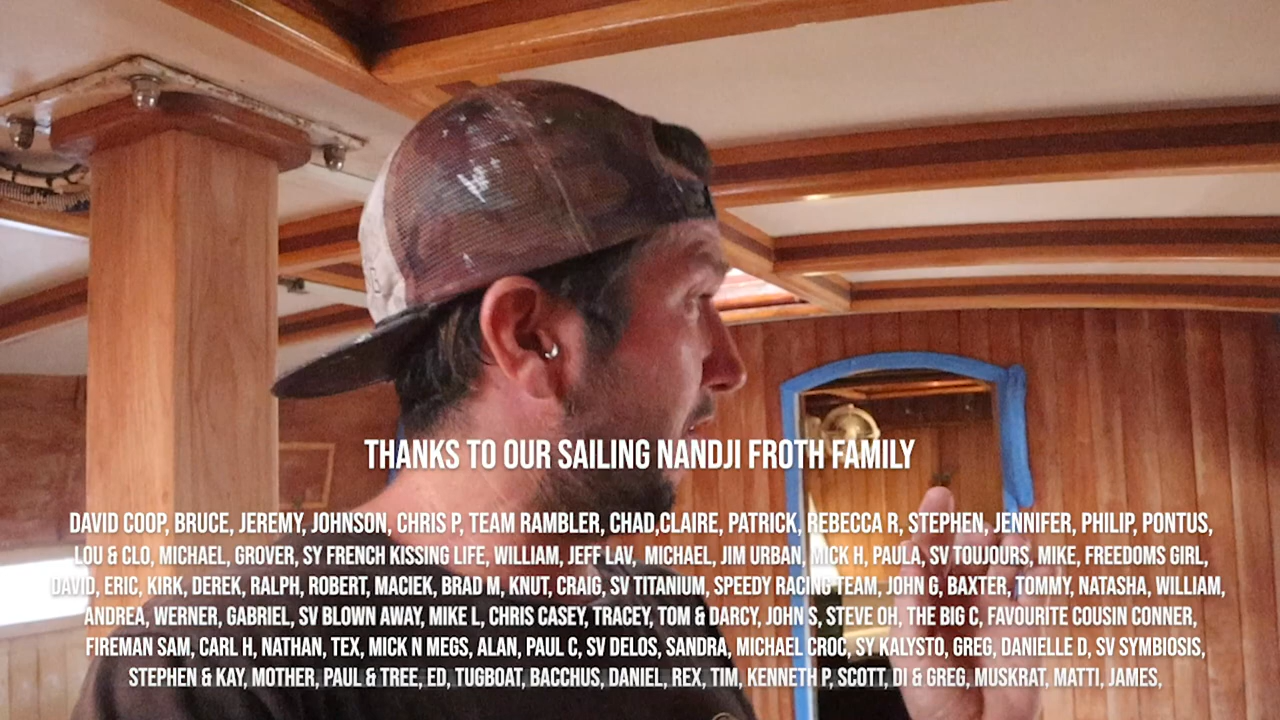 THANKS TO OUR SAILING NANDJI FROTH FAMILY
DAVID COOP, BRUCE, JEREMY, JOHNSON, CHRIS P, TEAM RAMBLER, CHAD,CLAIRE, PATRICK, REBECCA R, STEPHEN, JENNIFER, PHILIP, PONTUS,
LOU & CLO, MICHAEL, GROVER, SY FRENCH KISSING LIFE, WILLIAM, JEFF LAV, MICHAEL, JIM URBAN, MICK H, PAULA, SV TOUJOURS, MIKE, FREEDOMS GIRL,
DAVID, ERIC, KIRK, DEREK, RALPH, ROBERT, MACIEK, BRAD M, KNUT, CRAIG, SV TITANIUM, SPEEDY RACING TEAM, JOHN G, BAXTER, TOMMY, NATASHA, WILLIAM,
ANDREA, WERNER, GABRIEL, SV BLOWN AWAY, MIKE L, CHRIS CASEY, TRACEY, TOM & DARCY, JOHN S, STEVE OH, THE BIG C, FAVOURITE COUSIN CONNER,
FIREMAN SAM, CARL H, NATHAN, TEX, MICK N MEGS, ALAN, PAUL C, SV DELOS, SANDRA, MICHAEL CROC, SY KALYSTO, GREG, DANIELLE D, SV SYMBIOSIS,
STEPHEN & KAY, MOTHER, PAUL & TREE, ED, TUGBOAT, BACCHUS, DANIEL, REX, TIM, KENNETH P, SCOTT, DI & GREG, MUSKRAT, MATTI, JAMES,